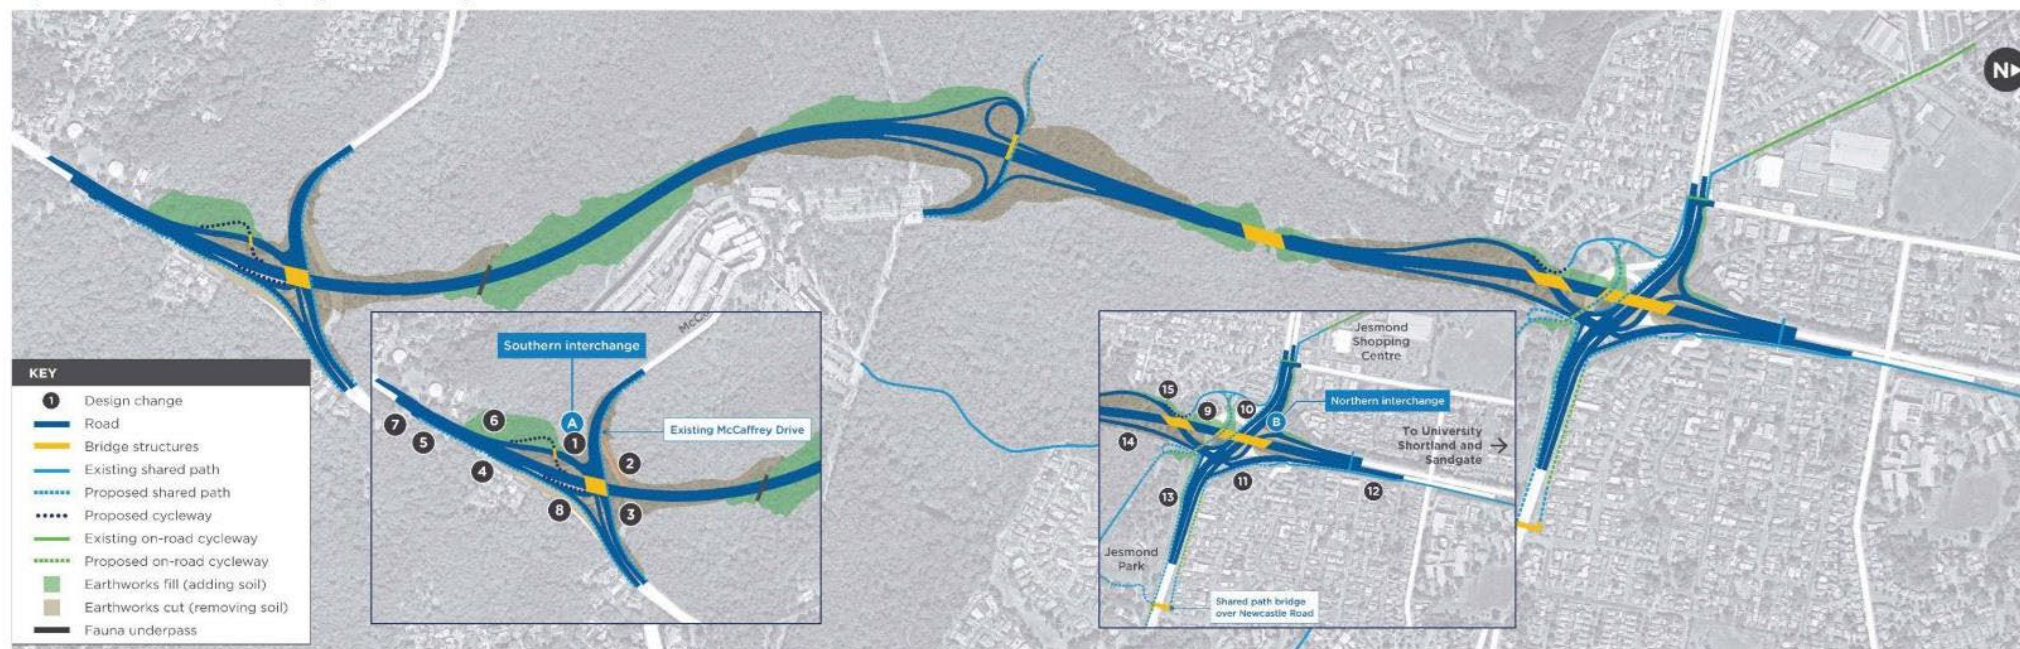 N
KEY
1 Design change
Road
Bridge structures
Existing shared path
Proposed shared path
Proposed cycleway
Existing on-road cycleway
Proposed on-road cycleway
Earthworks fill (adding soil)
Earthworks cut (removing soil)
Fauna underpass
Southern interchange
A
1
2
3
4
5
6
7
8
Existing McCaffrey Drive
Jesmond
Shopping
Centre
Northern interchange
B
To University
Shortland and
Sandgate
9
10
11
12
13
14
15
Jesmond
Park
Shared path bridge
over Newcastle Road